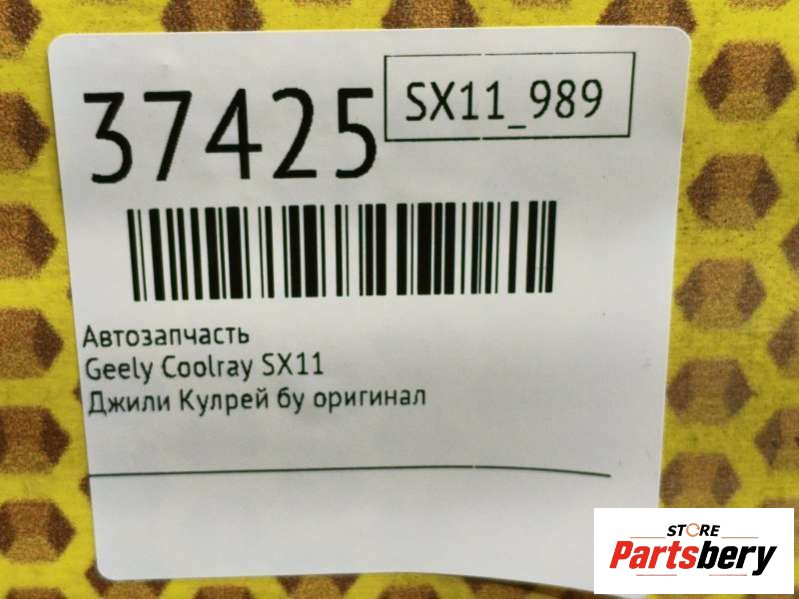 37425
SX11_989
Автозапчасть
Geely Coolray SX11
Джили Кулрей бу оригинал
STORE
Partsbery